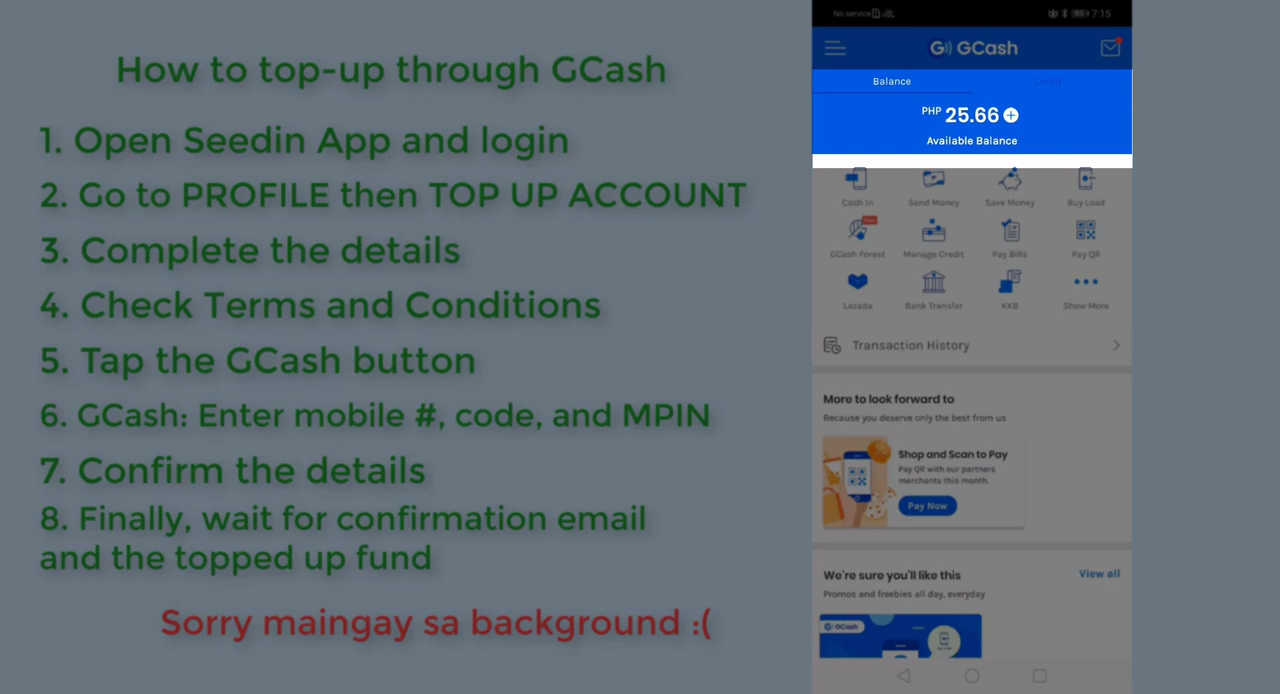 How to top-up through GCash
1. Open Seedin App and login
2. Go to PROFILE then TOP UP ACCOUNT
3. Complete the details
4. Check Terms and Conditions
5. Tap the GCash button
6. GCash: Enter mobile #, code, and MPIN
7. Confirm the details
8. Finally, wait for confirmation email
and the topped up fund
Sorry maingay sa background :(
No service 7:15
G)) GCash
Balance Credit
PHP 25.66
Available Balance
Cash In Send Money Save Money Buy Load
GCash Forest Manage Credit Pay Bills Pay QR
Lazada Bank Transfer KKB Show More
Transaction History
More to look forward to
Because you deserve only the best from us
Shop and Scan to Pay
Pay QR with our partners
merchants this month.
Pay Now
We're sure you'll like this View all
Promos and freebies all day, everyday
GCash